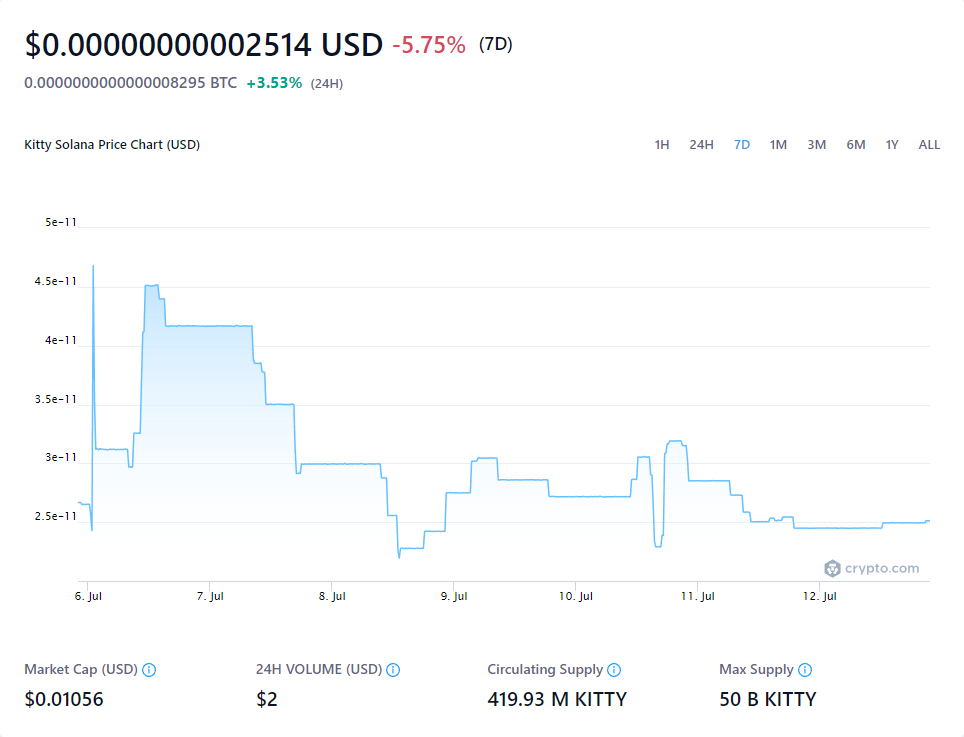 $0.00000000002514 USD -5.75% (7D)
0.0000000000000008295 BTC +3.53% (24H)
Kitty Solana Price Chart (USD) 1H 24H 7D 1M 3M 6M 1Y ALL
5e-11
4.5e-11
4e-11
3.5e-11
3e-11
2.5e-11
crypto.com
6. Jul 7. Jul 8. Jul 9. Jul 10. Jul 11. Jul 12. Jul
Market Cap (USD) 24H VOLUME (USD) Circulating Supply Max Supply
$0.01056 $2 419.93 M KITTY 50 B KITTY